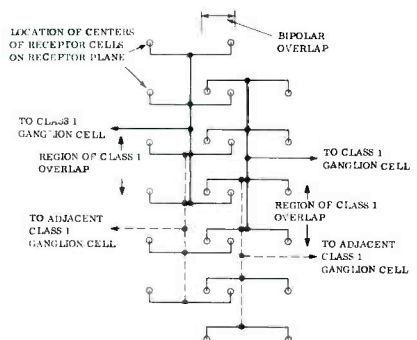 LOCATION OF CENTERS
OF RECEPTOR CELLS
ON RECEPTOR PLANE
BIPOLAR
OVERLAP
TO CLASS 1
GANGLION CELL
REGION OF CLASS 1
OVERLAP
TO CLASS 1
GANGLION CELL
REGION OF CLASS 1
OVERLAP
TO ADJACENT
CLASS 1
GANGLION CELL
TO ADJACENT
CLASS 1
GANGLION CELL